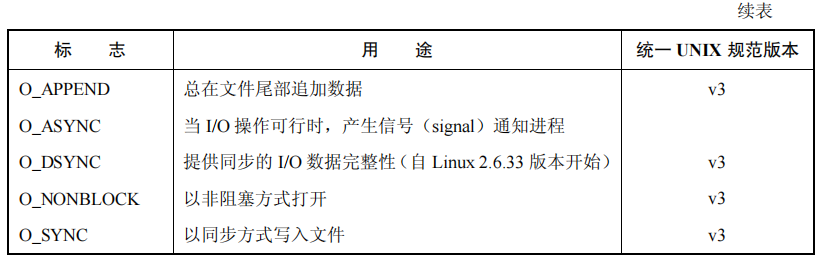 续表
标 志 用 途 统一 UNIX 规范版本
O_APPEND 总在文件尾部追加数据 v3
O_ASYNC 当 I/O 操作可行时，产生信号（signal）通知进程
O_DSYNC 提供同步的 I/O 数据完整性（自 Linux 2.6.33 版本开始） v3
O_NONBLOCK 以非阻塞方式打开 v3
O_SYNC 以同步方式写入文件 v3